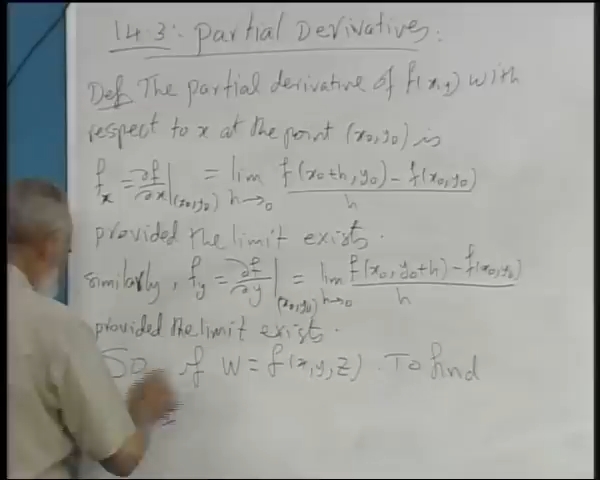 14.3:- Partial Derivatives:
Def The partial derivative of f(x,y) with
respect to x at the point (x₀,y₀) is
fₓ = ∂f/∂x |(x₀,y₀) = lim h→0 f(x₀+h, y₀) - f(x₀,y₀) / h
provided the limit exists.
similarly, f_y = ∂f/∂y |(x₀,y₀) = lim h→0 f(x₀, y₀+h) - f(x₀,y₀) / h
provided the limit exists.
So if W = f(x,y,z). To find